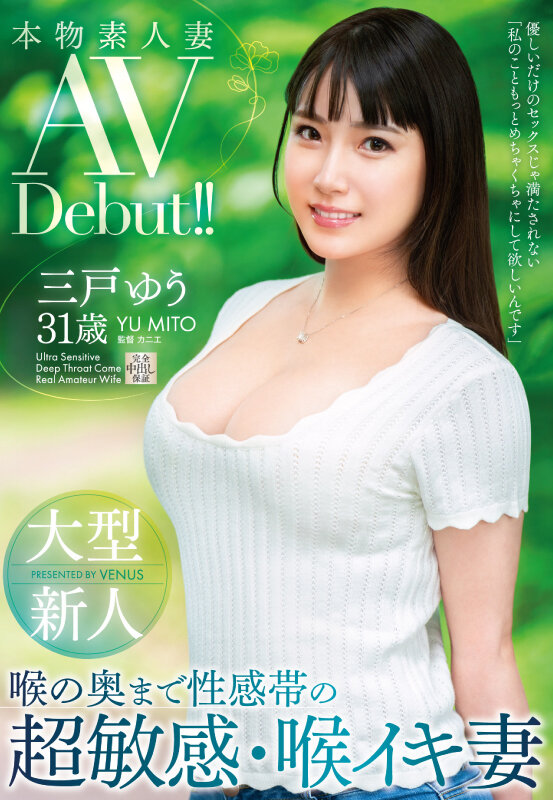 本物素人妻
AV
Debut!!
三戸ゆう
31歳 YU MITO
監督 カニエ
Ultra Sensitive
Deep Throat Come
Real Amateur Wife
完全
中出し
保証
優しいだけのセックスじゃ満たされない
「私のこともっとめちゃくちゃにして欲しいんです」
大型
PRESENTED BY VENUS
新人
喉の奥まで性感帯の
超敏感・喉イキ妻